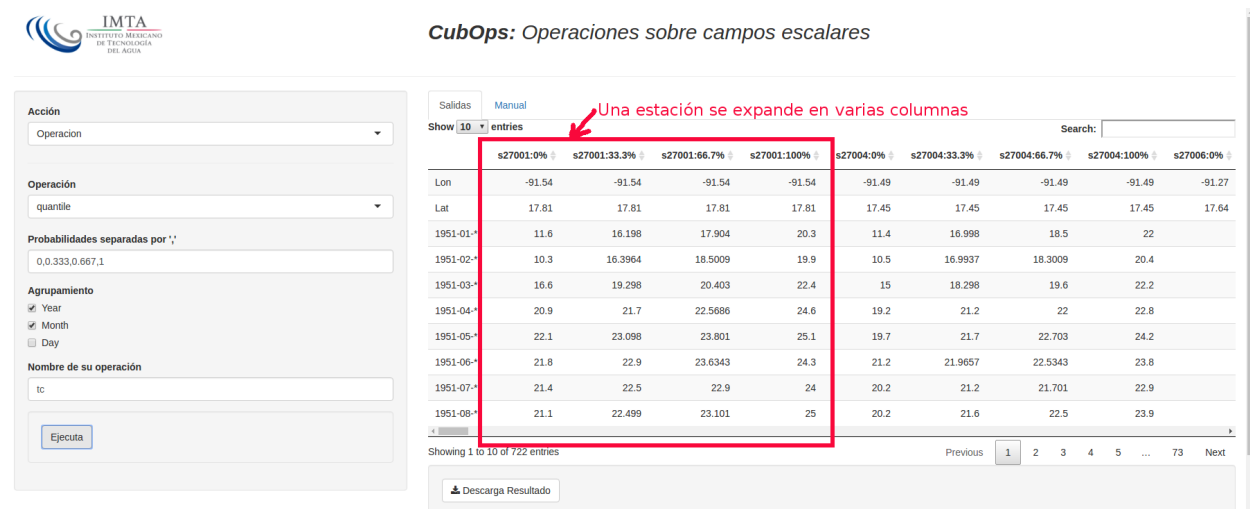 IMTA
INSTITUTO MEXICANO
DE TECNOLOGÍA
DEL AGUA
CubOps: Operaciones sobre campos escalares
Acción
Operacion
Operación
quantile
Probabilidades separadas por ','
0,0.333,0.667,1
Agrupamiento
Year
Month
Day
Nombre de su operación
tc
Ejecuta
Salidas Manual
Una estación se expande en varias columnas
Show 10 entries Search:
s27001:0% s27001:33.3% s27001:66.7% s27001:100% s27004:0% s27004:33.3% s27004:66.7% s27004:100% s27006:0%
Lon -91.54 -91.54 -91.54 -91.54 -91.49 -91.49 -91.49 -91.49 -91.27
Lat 17.81 17.81 17.81 17.81 17.45 17.45 17.45 17.45 17.64
1951-01-* 11.6 16.198 17.904 20.3 11.4 16.998 18.5 22
1951-02-* 10.3 16.3964 18.5009 19.9 10.5 16.9937 18.3009 20.4
1951-03-* 16.6 19.298 20.403 22.4 15 18.298 19.6 22.2
1951-04-* 20.9 21.7 22.5686 24.6 19.2 21.2 22 22.8
1951-05-* 22.1 23.098 23.801 25.1 19.7 21.7 22.703 24.2
1951-06-* 21.8 22.9 23.6343 24.3 21.2 21.9657 22.5343 23.8
1951-07-* 21.4 22.5 22.9 24 20.2 21.2 21.701 22.9
1951-08-* 21.1 22.499 23.101 25 20.2 21.6 22.5 23.9
Showing 1 to 10 of 722 entries Previous 1 2 3 4 5 … 73 Next
Descarga Resultado